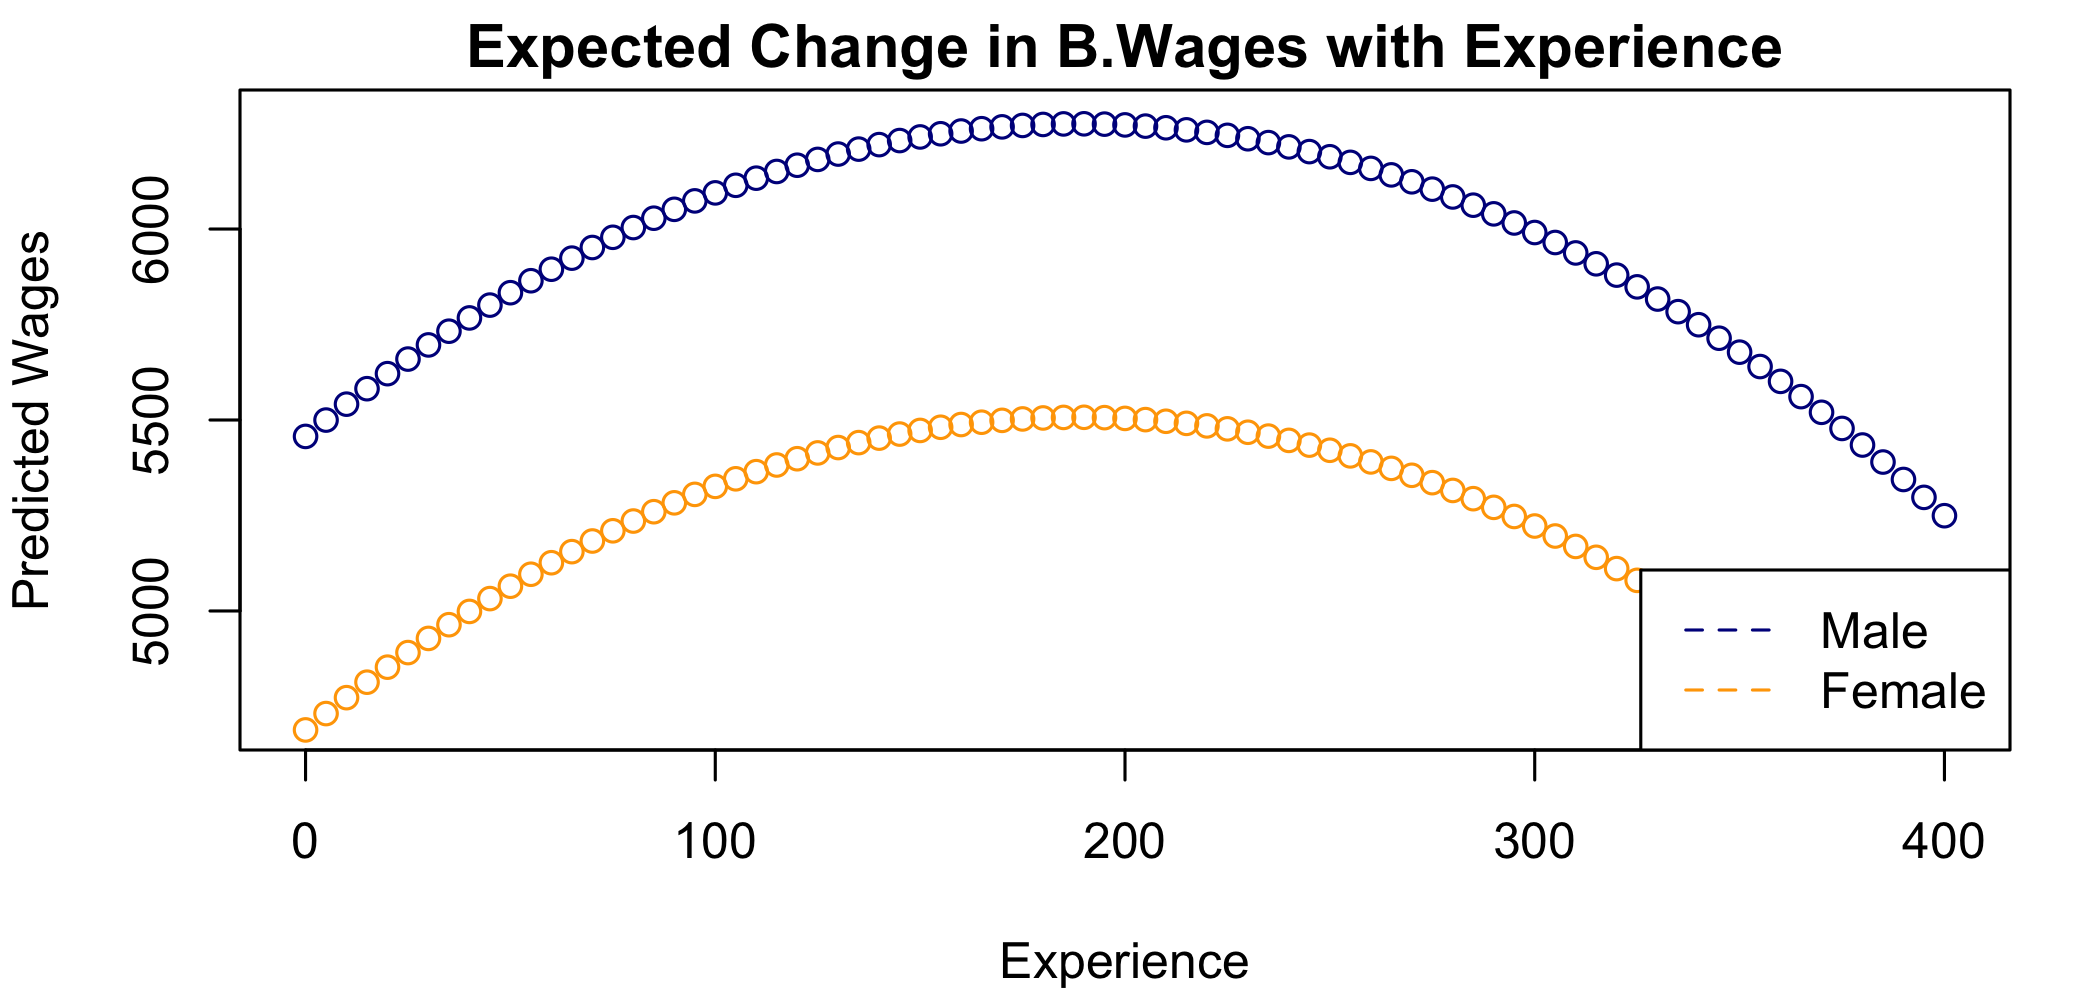 Expected Change in B.Wages with Experience
Predicted Wages
6000
5500
5000
Male
Female
0 100 200 300 400
Experience